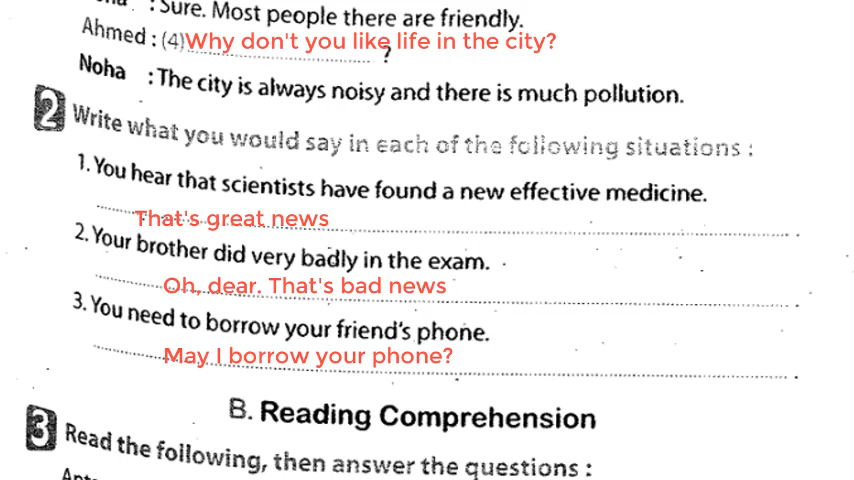 : Sure. Most people there are friendly.
Ahmed : (4) Why don't you like life in the city? ?
Noha : The city is always noisy and there is much pollution.
2 Write what you would say in each of the following situations :
1. You hear that scientists have found a new effective medicine.
That's great news
2. Your brother did very badly in the exam.
Oh, dear. That's bad news
3. You need to borrow your friend's phone.
May I borrow your phone?
B. Reading Comprehension
3 Read the following, then answer the questions :